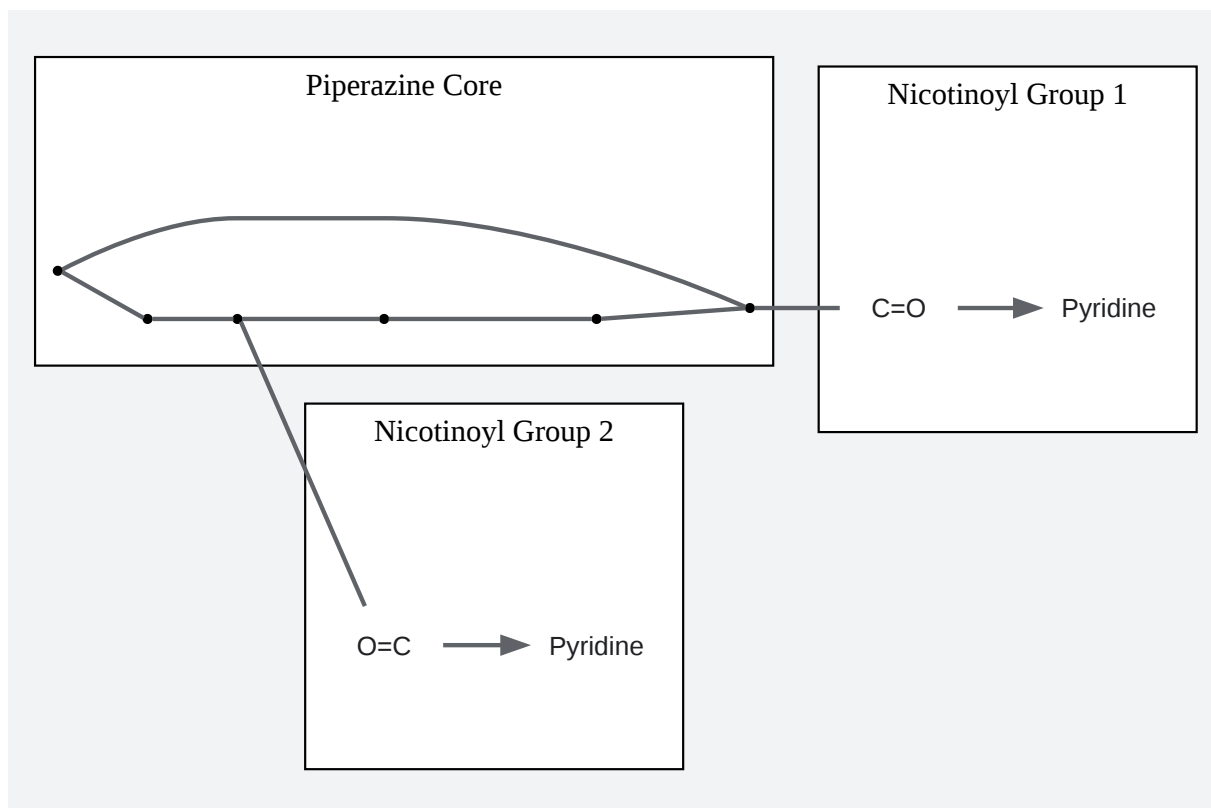 Piperazine Core
Nicotinoyl Group 1
C=O
Pyridine
Nicotinoyl Group 2
O=C
Pyridine